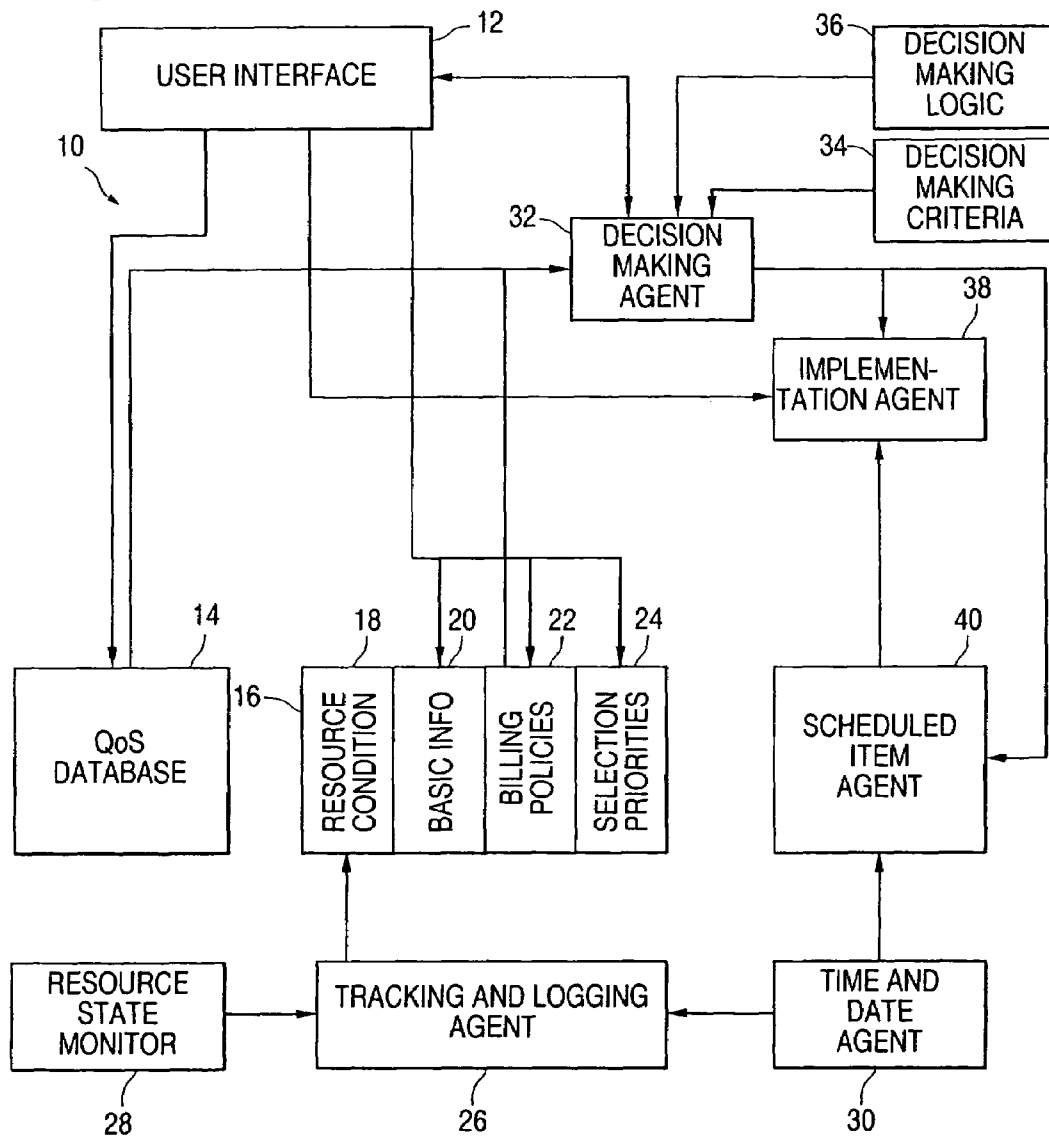 12
USER INTERFACE
36
DECISION
MAKING
LOGIC
10
34
DECISION
MAKING
CRITERIA
32
DECISION
MAKING
AGENT
38
IMPLEMEN-
TATION AGENT
14
QoS
DATABASE
16
18
20
22
24
RESOURCE
CONDITION
BASIC INFO
BILLING
POLICIES
SELECTION
PRIORITIES
40
SCHEDULED
ITEM
AGENT
RESOURCE
STATE
MONITOR
28
TRACKING AND LOGGING
AGENT
26
TIME AND
DATE
AGENT
30